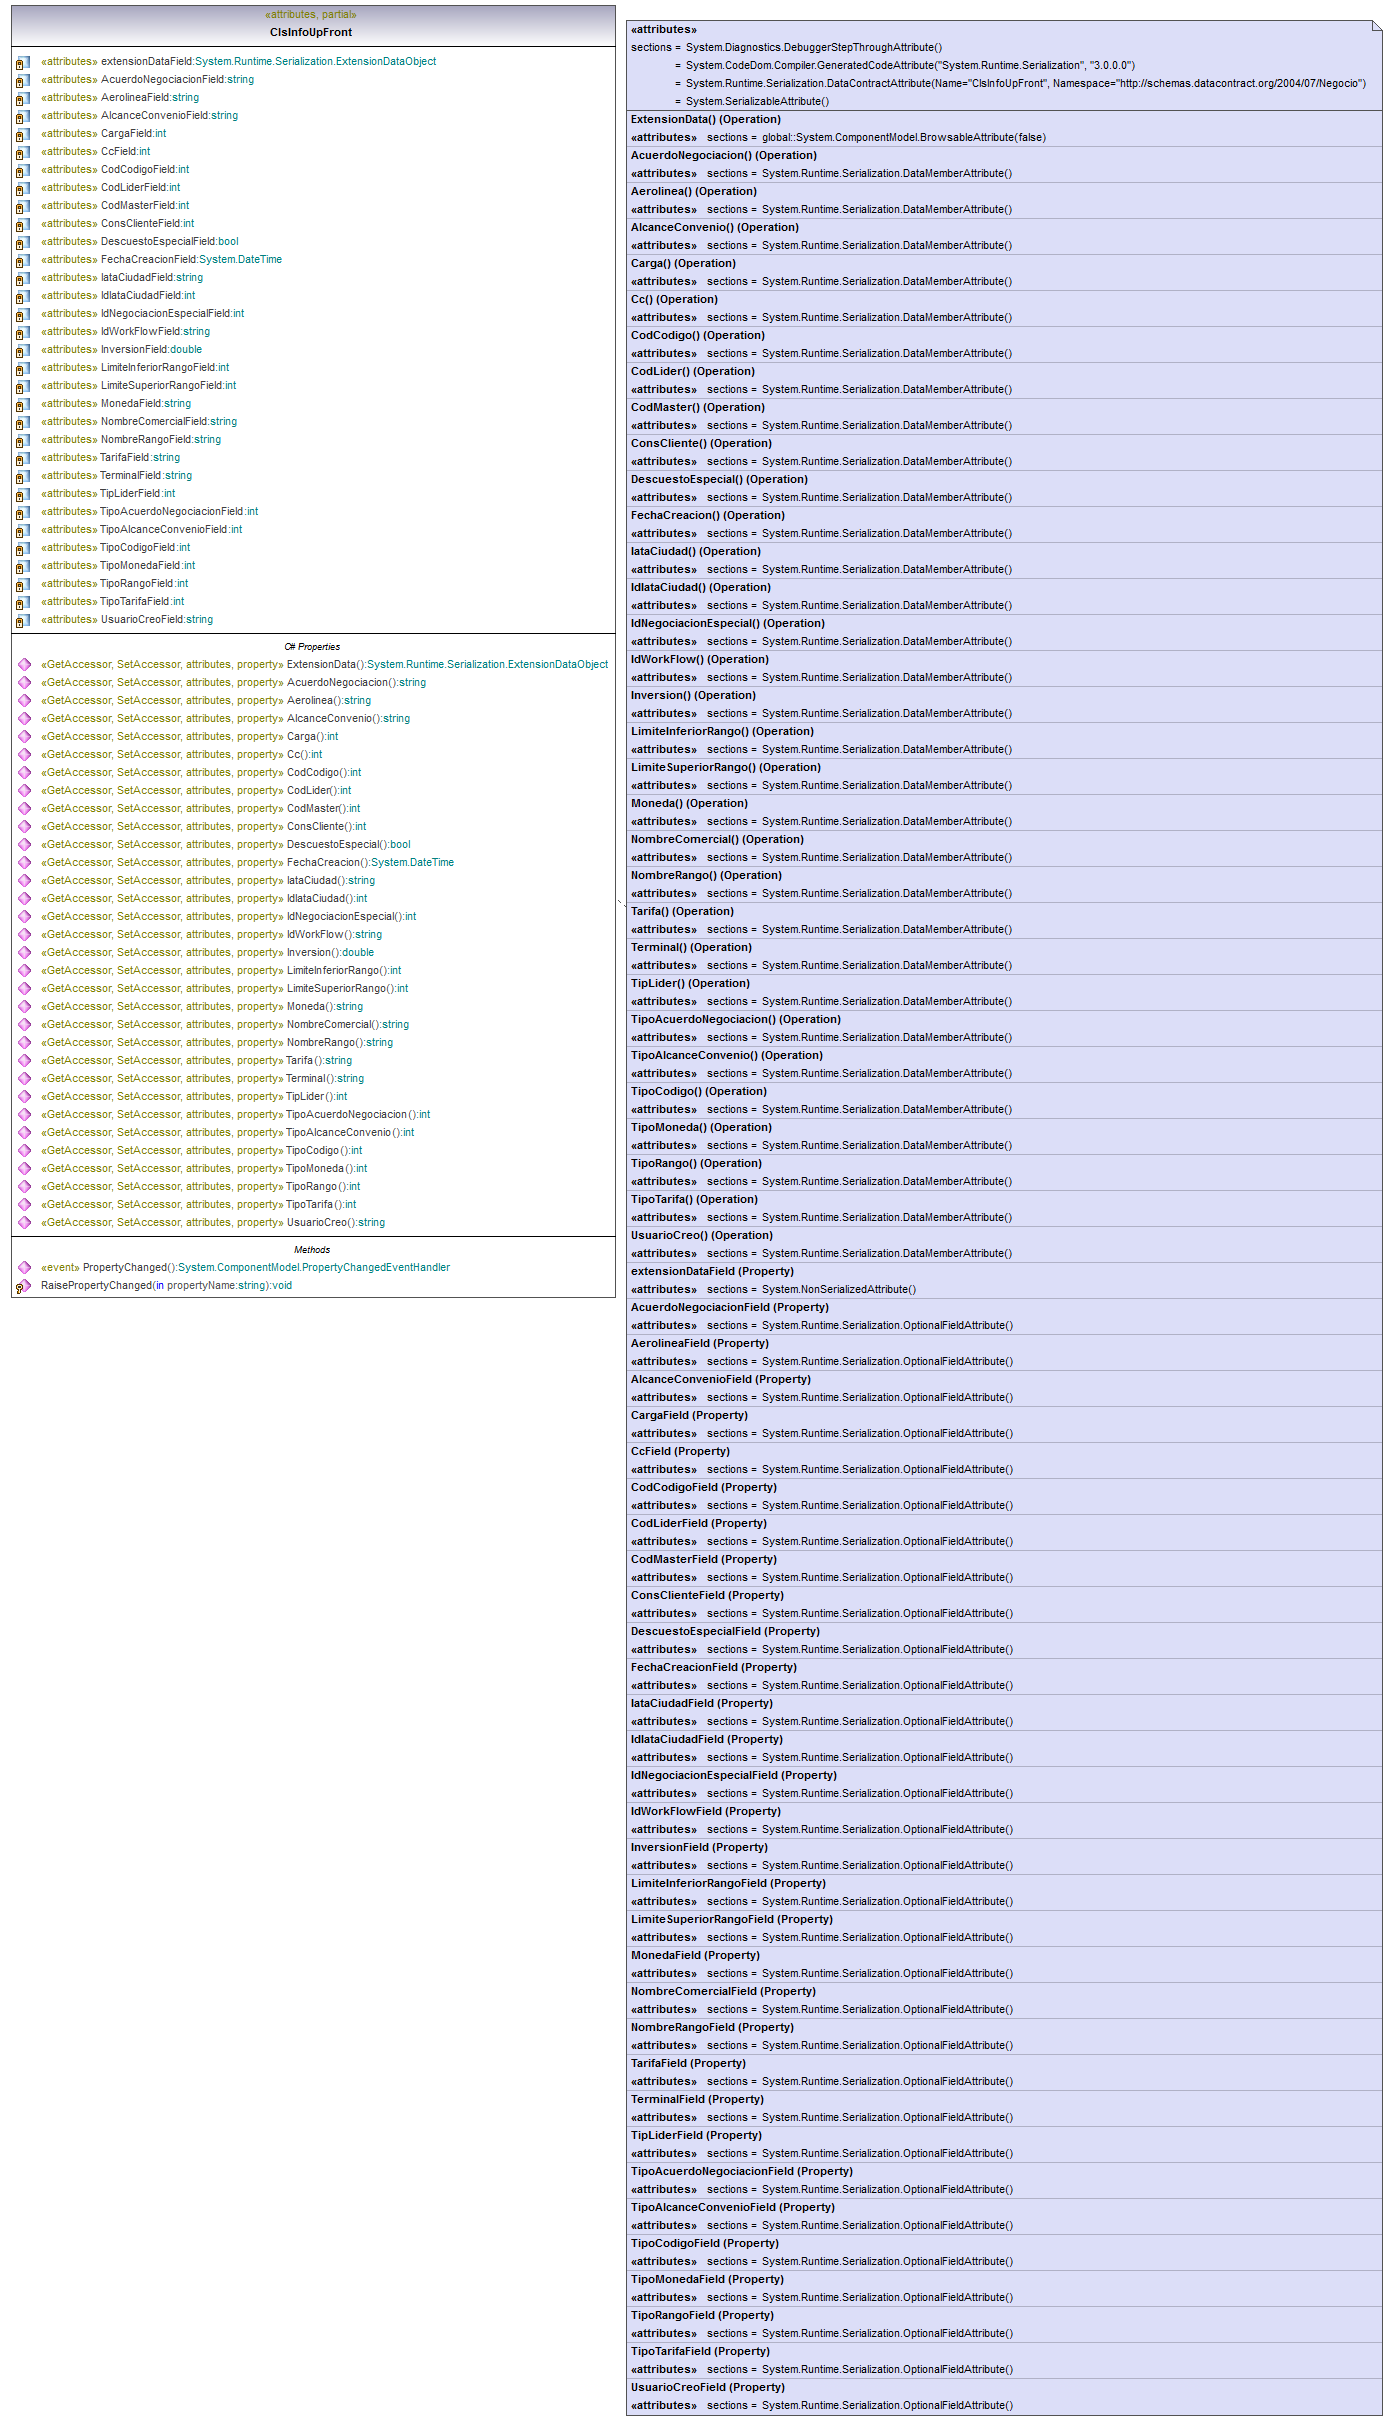 «attributes, partial»
ClsInfoUpFront
«attributes» extensionDataField:System.Runtime.Serialization.ExtensionDataObject
«attributes» AcuerdoNegociacionField:string
«attributes» AerolineaField:string
«attributes» AlcanceConvenioField:string
«attributes» CargaField:int
«attributes» CcField:int
«attributes» CodCodigoField:int
«attributes» CodLiderField:int
«attributes» CodMasterField:int
«attributes» ConsClienteField:int
«attributes» DescuestoEspecialField:bool
«attributes» FechaCreacionField:System.DateTime
«attributes» IataCiudadField:string
«attributes» IdIataCiudadField:int
«attributes» IdNegociacionEspecialField:int
«attributes» IdWorkFlowField:string
«attributes» InversionField:double
«attributes» LimiteInferiorRangoField:int
«attributes» LimiteSuperiorRangoField:int
«attributes» MonedaField:string
«attributes» NombreComercialField:string
«attributes» NombreRangoField:string
«attributes» TarifaField:string
«attributes» TerminalField:string
«attributes» TipLiderField:int
«attributes» TipoAcuerdoNegociacionField:int
«attributes» TipoAlcanceConvenioField:int
«attributes» TipoCodigoField:int
«attributes» TipoMonedaField:int
«attributes» TipoRangoField:int
«attributes» TipoTarifaField:int
«attributes» UsuarioCreoField:string
C# Properties
«GetAccessor, SetAccessor, attributes, property» ExtensionData():System.Runtime.Serialization.ExtensionDataObject
«GetAccessor, SetAccessor, attributes, property» AcuerdoNegociacion():string
«GetAccessor, SetAccessor, attributes, property» Aerolinea():string
«GetAccessor, SetAccessor, attributes, property» AlcanceConvenio():string
«GetAccessor, SetAccessor, attributes, property» Carga():int
«GetAccessor, SetAccessor, attributes, property» Cc():int
«GetAccessor, SetAccessor, attributes, property» CodCodigo():int
«GetAccessor, SetAccessor, attributes, property» CodLider():int
«GetAccessor, SetAccessor, attributes, property» CodMaster():int
«GetAccessor, SetAccessor, attributes, property» ConsCliente():int
«GetAccessor, SetAccessor, attributes, property» DescuestoEspecial():bool
«GetAccessor, SetAccessor, attributes, property» FechaCreacion():System.DateTime
«GetAccessor, SetAccessor, attributes, property» IataCiudad():string
«GetAccessor, SetAccessor, attributes, property» IdIataCiudad():int
«GetAccessor, SetAccessor, attributes, property» IdNegociacionEspecial():int
«GetAccessor, SetAccessor, attributes, property» IdWorkFlow():string
«GetAccessor, SetAccessor, attributes, property» Inversion():double
«GetAccessor, SetAccessor, attributes, property» LimiteInferiorRango():int
«GetAccessor, SetAccessor, attributes, property» LimiteSuperiorRango():int
«GetAccessor, SetAccessor, attributes, property» Moneda():string
«GetAccessor, SetAccessor, attributes, property» NombreComercial():string
«GetAccessor, SetAccessor, attributes, property» NombreRango():string
«GetAccessor, SetAccessor, attributes, property» Tarifa():string
«GetAccessor, SetAccessor, attributes, property» Terminal():string
«GetAccessor, SetAccessor, attributes, property» TipLider():int
«GetAccessor, SetAccessor, attributes, property» TipoAcuerdoNegociacion():int
«GetAccessor, SetAccessor, attributes, property» TipoAlcanceConvenio():int
«GetAccessor, SetAccessor, attributes, property» TipoCodigo():int
«GetAccessor, SetAccessor, attributes, property» TipoMoneda():int
«GetAccessor, SetAccessor, attributes, property» TipoRango():int
«GetAccessor, SetAccessor, attributes, property» TipoTarifa():int
«GetAccessor, SetAccessor, attributes, property» UsuarioCreo():string
Methods
«event» PropertyChanged():System.ComponentModel.PropertyChangedEventHandler
RaisePropertyChanged(in propertyName:string):void
«attributes»
sections = System.Diagnostics.DebuggerStepThroughAttribute()
= System.CodeDom.Compiler.GeneratedCodeAttribute("System.Runtime.Serialization", "3.0.0.0")
= System.Runtime.Serialization.DataContractAttribute(Name="ClsInfoUpFront", Namespace="http://schemas.datacontract.org/2004/07/Negocio")
= System.SerializableAttribute()
ExtensionData() (Operation)
«attributes» sections = global::System.ComponentModel.BrowsableAttribute(false)
AcuerdoNegociacion() (Operation)
«attributes» sections = System.Runtime.Serialization.DataMemberAttribute()
Aerolinea() (Operation)
«attributes» sections = System.Runtime.Serialization.DataMemberAttribute()
AlcanceConvenio() (Operation)
«attributes» sections = System.Runtime.Serialization.DataMemberAttribute()
Carga() (Operation)
«attributes» sections = System.Runtime.Serialization.DataMemberAttribute()
Cc() (Operation)
«attributes» sections = System.Runtime.Serialization.DataMemberAttribute()
CodCodigo() (Operation)
«attributes» sections = System.Runtime.Serialization.DataMemberAttribute()
CodLider() (Operation)
«attributes» sections = System.Runtime.Serialization.DataMemberAttribute()
CodMaster() (Operation)
«attributes» sections = System.Runtime.Serialization.DataMemberAttribute()
ConsCliente() (Operation)
«attributes» sections = System.Runtime.Serialization.DataMemberAttribute()
DescuestoEspecial() (Operation)
«attributes» sections = System.Runtime.Serialization.DataMemberAttribute()
FechaCreacion() (Operation)
«attributes» sections = System.Runtime.Serialization.DataMemberAttribute()
IataCiudad() (Operation)
«attributes» sections = System.Runtime.Serialization.DataMemberAttribute()
IdIataCiudad() (Operation)
«attributes» sections = System.Runtime.Serialization.DataMemberAttribute()
IdNegociacionEspecial() (Operation)
«attributes» sections = System.Runtime.Serialization.DataMemberAttribute()
IdWorkFlow() (Operation)
«attributes» sections = System.Runtime.Serialization.DataMemberAttribute()
Inversion() (Operation)
«attributes» sections = System.Runtime.Serialization.DataMemberAttribute()
LimiteInferiorRango() (Operation)
«attributes» sections = System.Runtime.Serialization.DataMemberAttribute()
LimiteSuperiorRango() (Operation)
«attributes» sections = System.Runtime.Serialization.DataMemberAttribute()
Moneda() (Operation)
«attributes» sections = System.Runtime.Serialization.DataMemberAttribute()
NombreComercial() (Operation)
«attributes» sections = System.Runtime.Serialization.DataMemberAttribute()
NombreRango() (Operation)
«attributes» sections = System.Runtime.Serialization.DataMemberAttribute()
Tarifa() (Operation)
«attributes» sections = System.Runtime.Serialization.DataMemberAttribute()
Terminal() (Operation)
«attributes» sections = System.Runtime.Serialization.DataMemberAttribute()
TipLider() (Operation)
«attributes» sections = System.Runtime.Serialization.DataMemberAttribute()
TipoAcuerdoNegociacion() (Operation)
«attributes» sections = System.Runtime.Serialization.DataMemberAttribute()
TipoAlcanceConvenio() (Operation)
«attributes» sections = System.Runtime.Serialization.DataMemberAttribute()
TipoCodigo() (Operation)
«attributes» sections = System.Runtime.Serialization.DataMemberAttribute()
TipoMoneda() (Operation)
«attributes» sections = System.Runtime.Serialization.DataMemberAttribute()
TipoRango() (Operation)
«attributes» sections = System.Runtime.Serialization.DataMemberAttribute()
TipoTarifa() (Operation)
«attributes» sections = System.Runtime.Serialization.DataMemberAttribute()
UsuarioCreo() (Operation)
«attributes» sections = System.Runtime.Serialization.DataMemberAttribute()
extensionDataField (Property)
«attributes» sections = System.NonSerializedAttribute()
AcuerdoNegociacionField (Property)
«attributes» sections = System.Runtime.Serialization.OptionalFieldAttribute()
AerolineaField (Property)
«attributes» sections = System.Runtime.Serialization.OptionalFieldAttribute()
AlcanceConvenioField (Property)
«attributes» sections = System.Runtime.Serialization.OptionalFieldAttribute()
CargaField (Property)
«attributes» sections = System.Runtime.Serialization.OptionalFieldAttribute()
CcField (Property)
«attributes» sections = System.Runtime.Serialization.OptionalFieldAttribute()
CodCodigoField (Property)
«attributes» sections = System.Runtime.Serialization.OptionalFieldAttribute()
CodLiderField (Property)
«attributes» sections = System.Runtime.Serialization.OptionalFieldAttribute()
CodMasterField (Property)
«attributes» sections = System.Runtime.Serialization.OptionalFieldAttribute()
ConsClienteField (Property)
«attributes» sections = System.Runtime.Serialization.OptionalFieldAttribute()
DescuestoEspecialField (Property)
«attributes» sections = System.Runtime.Serialization.OptionalFieldAttribute()
FechaCreacionField (Property)
«attributes» sections = System.Runtime.Serialization.OptionalFieldAttribute()
IataCiudadField (Property)
«attributes» sections = System.Runtime.Serialization.OptionalFieldAttribute()
IdIataCiudadField (Property)
«attributes» sections = System.Runtime.Serialization.OptionalFieldAttribute()
IdNegociacionEspecialField (Property)
«attributes» sections = System.Runtime.Serialization.OptionalFieldAttribute()
IdWorkFlowField (Property)
«attributes» sections = System.Runtime.Serialization.OptionalFieldAttribute()
InversionField (Property)
«attributes» sections = System.Runtime.Serialization.OptionalFieldAttribute()
LimiteInferiorRangoField (Property)
«attributes» sections = System.Runtime.Serialization.OptionalFieldAttribute()
LimiteSuperiorRangoField (Property)
«attributes» sections = System.Runtime.Serialization.OptionalFieldAttribute()
MonedaField (Property)
«attributes» sections = System.Runtime.Serialization.OptionalFieldAttribute()
NombreComercialField (Property)
«attributes» sections = System.Runtime.Serialization.OptionalFieldAttribute()
NombreRangoField (Property)
«attributes» sections = System.Runtime.Serialization.OptionalFieldAttribute()
TarifaField (Property)
«attributes» sections = System.Runtime.Serialization.OptionalFieldAttribute()
TerminalField (Property)
«attributes» sections = System.Runtime.Serialization.OptionalFieldAttribute()
TipLiderField (Property)
«attributes» sections = System.Runtime.Serialization.OptionalFieldAttribute()
TipoAcuerdoNegociacionField (Property)
«attributes» sections = System.Runtime.Serialization.OptionalFieldAttribute()
TipoAlcanceConvenioField (Property)
«attributes» sections = System.Runtime.Serialization.OptionalFieldAttribute()
TipoCodigoField (Property)
«attributes» sections = System.Runtime.Serialization.OptionalFieldAttribute()
TipoMonedaField (Property)
«attributes» sections = System.Runtime.Serialization.OptionalFieldAttribute()
TipoRangoField (Property)
«attributes» sections = System.Runtime.Serialization.OptionalFieldAttribute()
TipoTarifaField (Property)
«attributes» sections = System.Runtime.Serialization.OptionalFieldAttribute()
UsuarioCreoField (Property)
«attributes» sections = System.Runtime.Serialization.OptionalFieldAttribute()